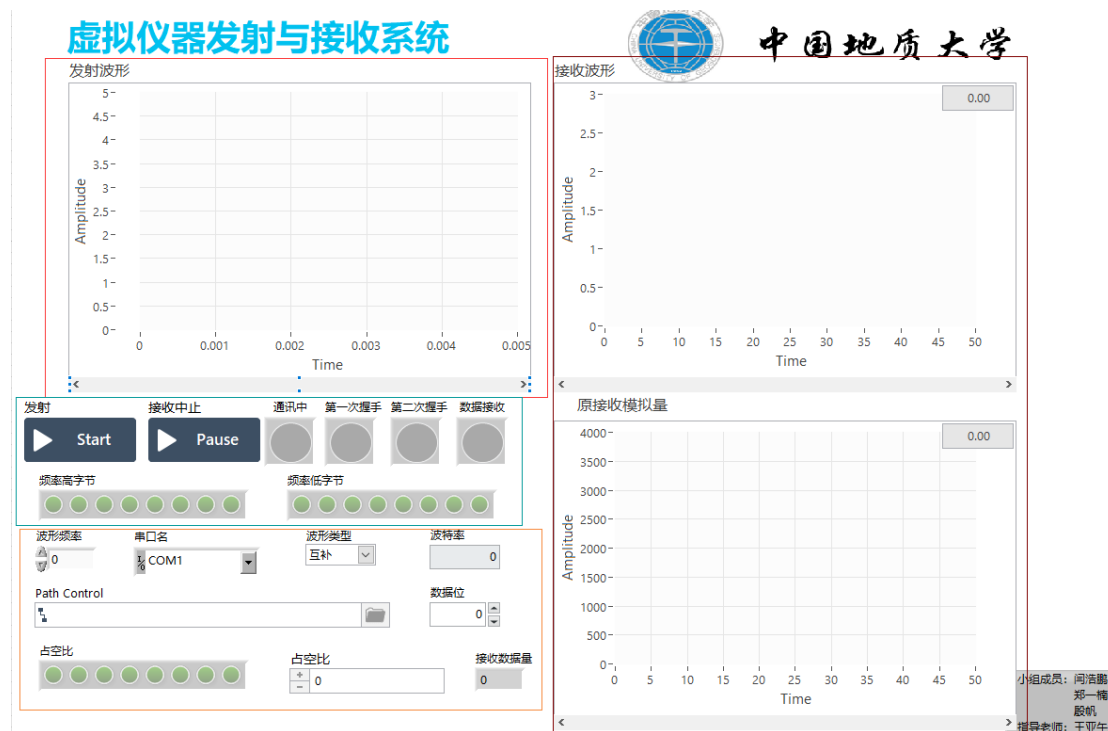 虚拟仪器发射与接收系统
中国地质大学
发射波形
5
4.5
4
3.5
3
2.5
2
1.5
1
0.5
0
Amplitude
0 0.001 0.002 0.003 0.004 0.005
Time
接收波形
0.00
3
2.5
2
1.5
1
0.5
0
Amplitude
0 5 10 15 20 25 30 35 40 45 50
Time
发射 接收中止 通讯中 第一次握手 第二次握手 数据接收
Start Pause
频率高字节 频率低字节
波形频率 串口名 波形类型 波特率
0 COM1 互补 0
Path Control 数据位
0
占空比 占空比 接收数据量
0 0
原接收模拟量
0.00
4000
3500
3000
2500
2000
1500
1000
500
0
Amplitude
0 5 10 15 20 25 30 35 40 45 50
Time
小组成员：闾浩鹏
郑一楠
殷帆
指导老师：王亚午